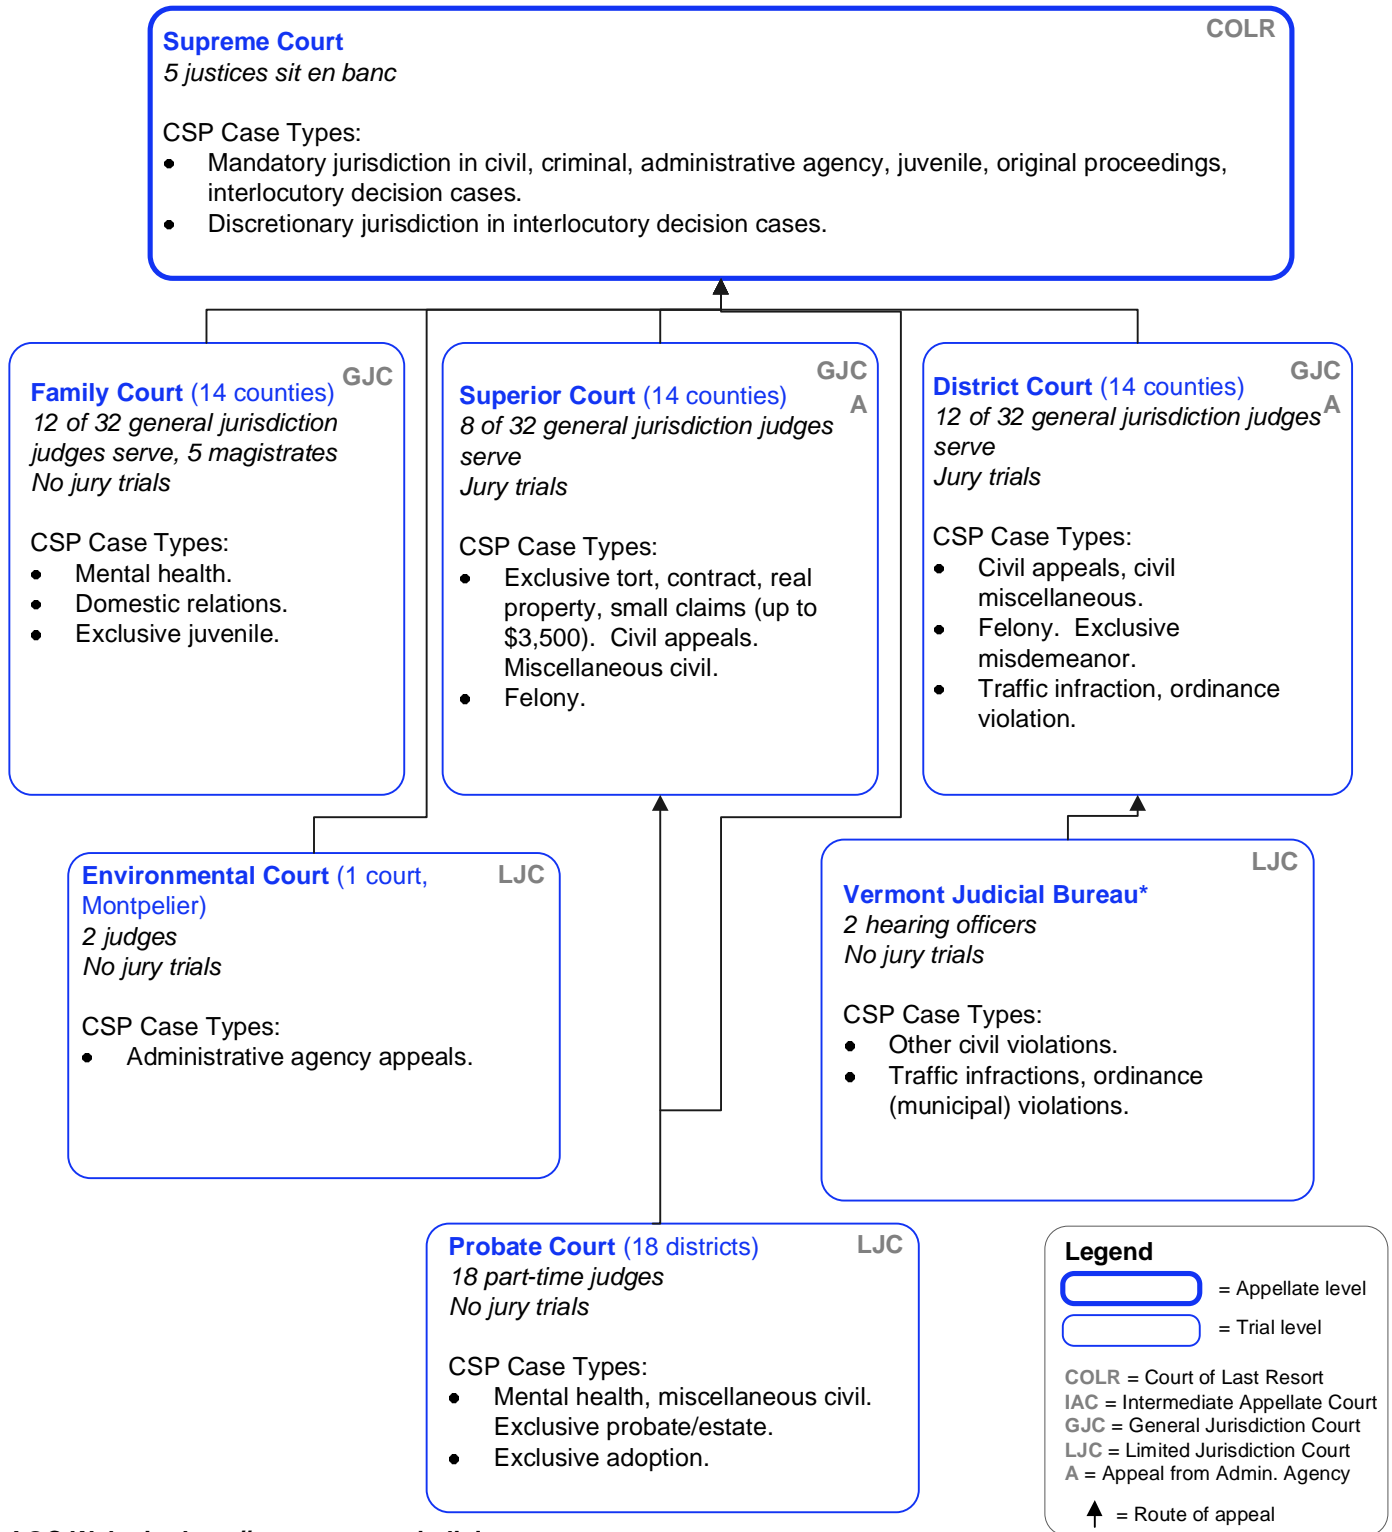 COLR
Supreme Court
5 justices sit en banc
CSP Case Types:
• Mandatory jurisdiction in civil, criminal, administrative agency, juvenile, original proceedings,
interlocutory decision cases.
• Discretionary jurisdiction in interlocutory decision cases.
GJC
Family Court (14 counties)
12 of 32 general jurisdiction
judges serve, 5 magistrates
No jury trials
CSP Case Types:
• Mental health.
• Domestic relations.
• Exclusive juvenile.
GJC
A
Superior Court (14 counties)
8 of 32 general jurisdiction judges
serve
Jury trials
CSP Case Types:
• Exclusive tort, contract, real
property, small claims (up to
$3,500). Civil appeals.
Miscellaneous civil.
• Felony.
GJC
A
District Court (14 counties)
12 of 32 general jurisdiction judges
serve
Jury trials
CSP Case Types:
• Civil appeals, civil
miscellaneous.
• Felony. Exclusive
misdemeanor.
• Traffic infraction, ordinance
violation.
LJC
Environmental Court (1 court,
Montpelier)
2 judges
No jury trials
CSP Case Types:
• Administrative agency appeals.
LJC
Vermont Judicial Bureau*
2 hearing officers
No jury trials
CSP Case Types:
• Other civil violations.
• Traffic infractions, ordinance
(municipal) violations.
LJC
Probate Court (18 districts)
18 part-time judges
No jury trials
CSP Case Types:
• Mental health, miscellaneous civil.
Exclusive probate/estate.
• Exclusive adoption.
Legend
= Appellate level
= Trial level
COLR = Court of Last Resort
IAC = Intermediate Appellate Court
GJC = General Jurisdiction Court
LJC = Limited Jurisdiction Court
A = Appeal from Admin. Agency
= Route of appeal